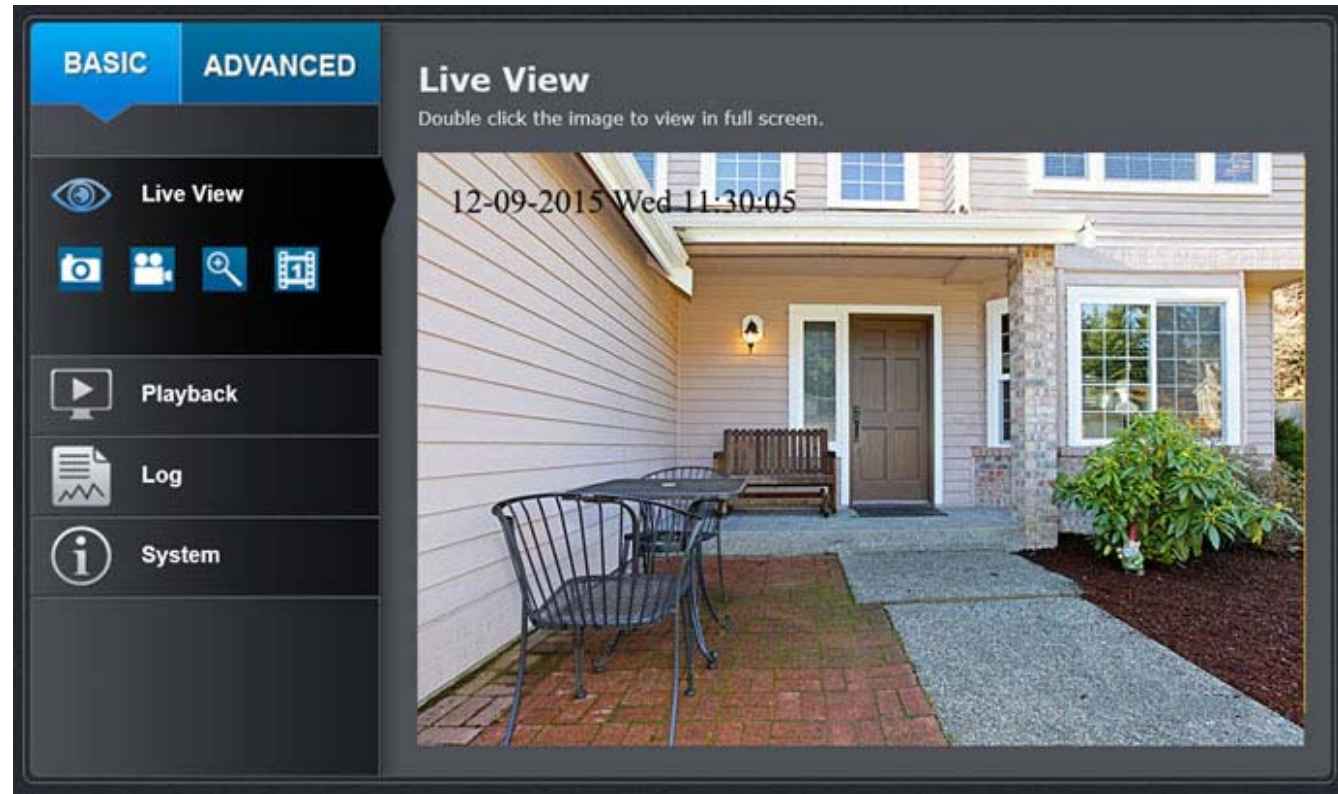 BASIC ADVANCED
Live View
Double click the image to view in full screen.
12-09-2015 Wed 11:30:05
Live View
1
Playback
Log
System